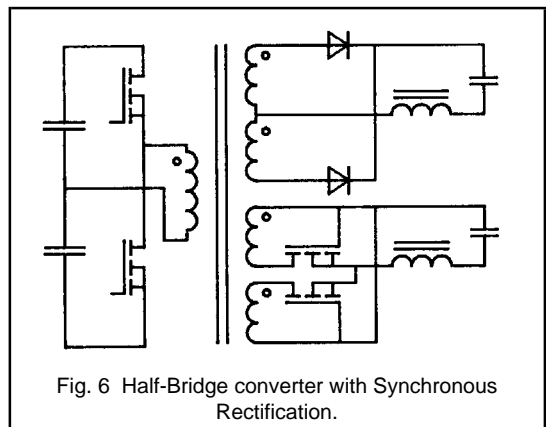 Fig. 6 Half-Bridge converter with Synchronous
Rectification.